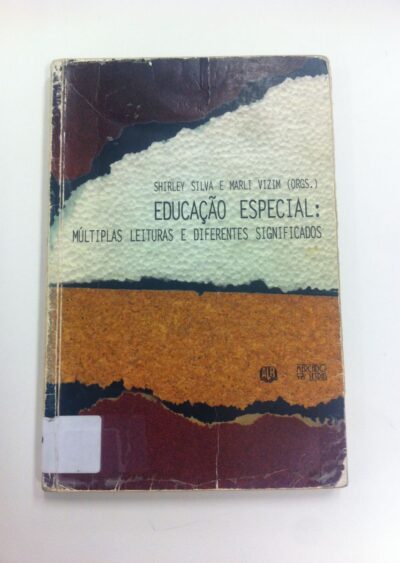 SHIRLEY SILVA E MARLI VIZIM (ORGS.)
EDUCAÇÃO ESPECIAL:
MÚLTIPLAS LEITURAS E DIFERENTES SIGNIFICADOS
ALB
MERCADO
DE LETRAS